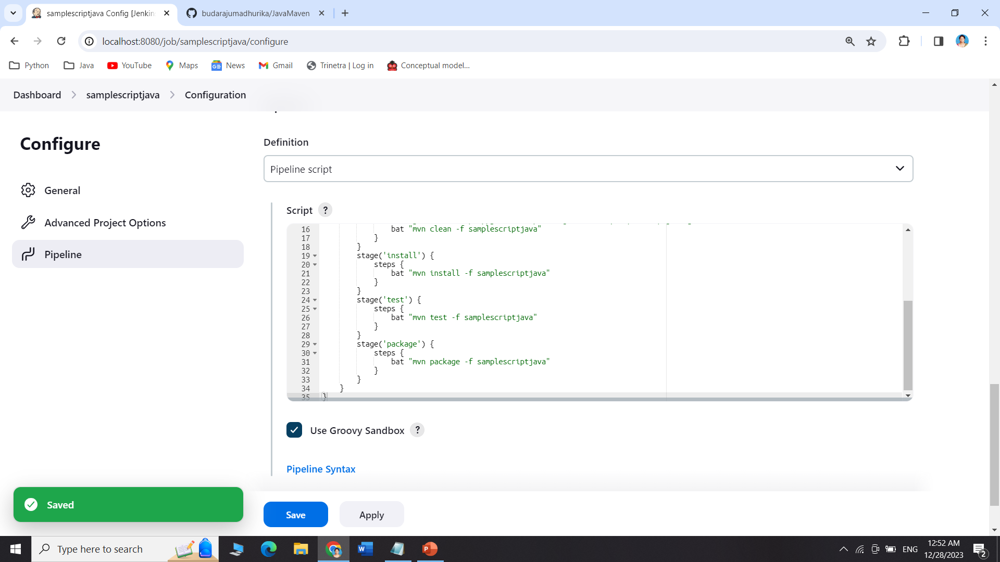 samplescriptjava Config [Jenkin
budarajumadhurika/JavaMaven
localhost:8080/job/samplescriptjava/configure
Python
Java
YouTube
Maps
News
Gmail
Trinetra | Log in
Conceptual model...
Dashboard
samplescriptjava
Configuration
Configure
General
Advanced Project Options
Pipeline
Definition
Pipeline script
Script ?
16 bat "mvn clean -f samplescriptjava"
17 }
18 }
19 stage('install') {
20 steps {
21 bat "mvn install -f samplescriptjava"
22 }
23 }
24 stage('test') {
25 steps {
26 bat "mvn test -f samplescriptjava"
27 }
28 }
29 stage('package') {
30 steps {
31 bat "mvn package -f samplescriptjava"
32 }
33 }
34 }
35 }
Use Groovy Sandbox ?
Pipeline Syntax
Saved
Save
Apply
Type here to search
ENG
12:52 AM
12/28/2023
2